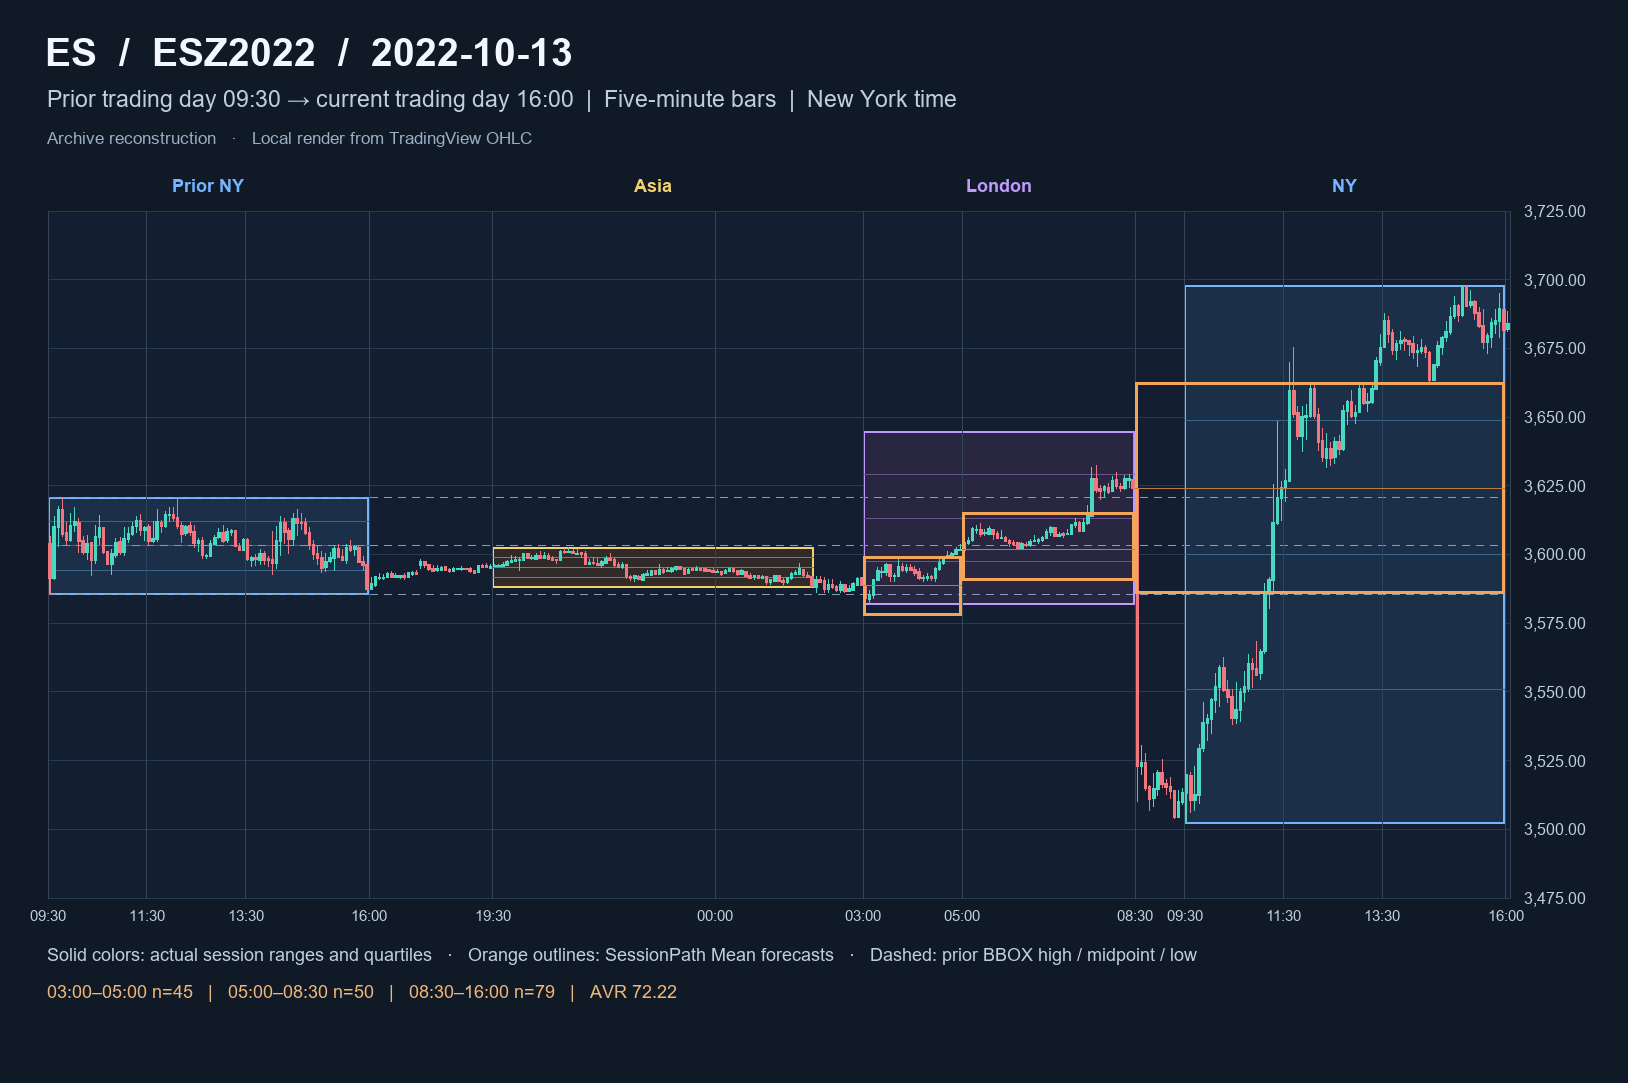 ES / ESZ2022 / 2022-10-13
Prior trading day 09:30 → current trading day 16:00 | Five-minute bars | New York time
Archive reconstruction · Local render from TradingView OHLC
Prior NY Asia London NY
3,725.00
3,700.00
3,675.00
3,650.00
3,625.00
3,600.00
3,575.00
3,550.00
3,525.00
3,500.00
3,475.00
09:30 11:30 13:30 16:00 19:30 00:00 03:00 05:00 08:30 09:30 11:30 13:30 16:00
Solid colors: actual session ranges and quartiles · Orange outlines: SessionPath Mean forecasts · Dashed: prior BBOX high / midpoint / low
03:00–05:00 n=45 | 05:00–08:30 n=50 | 08:30–16:00 n=79 | AVR 72.22